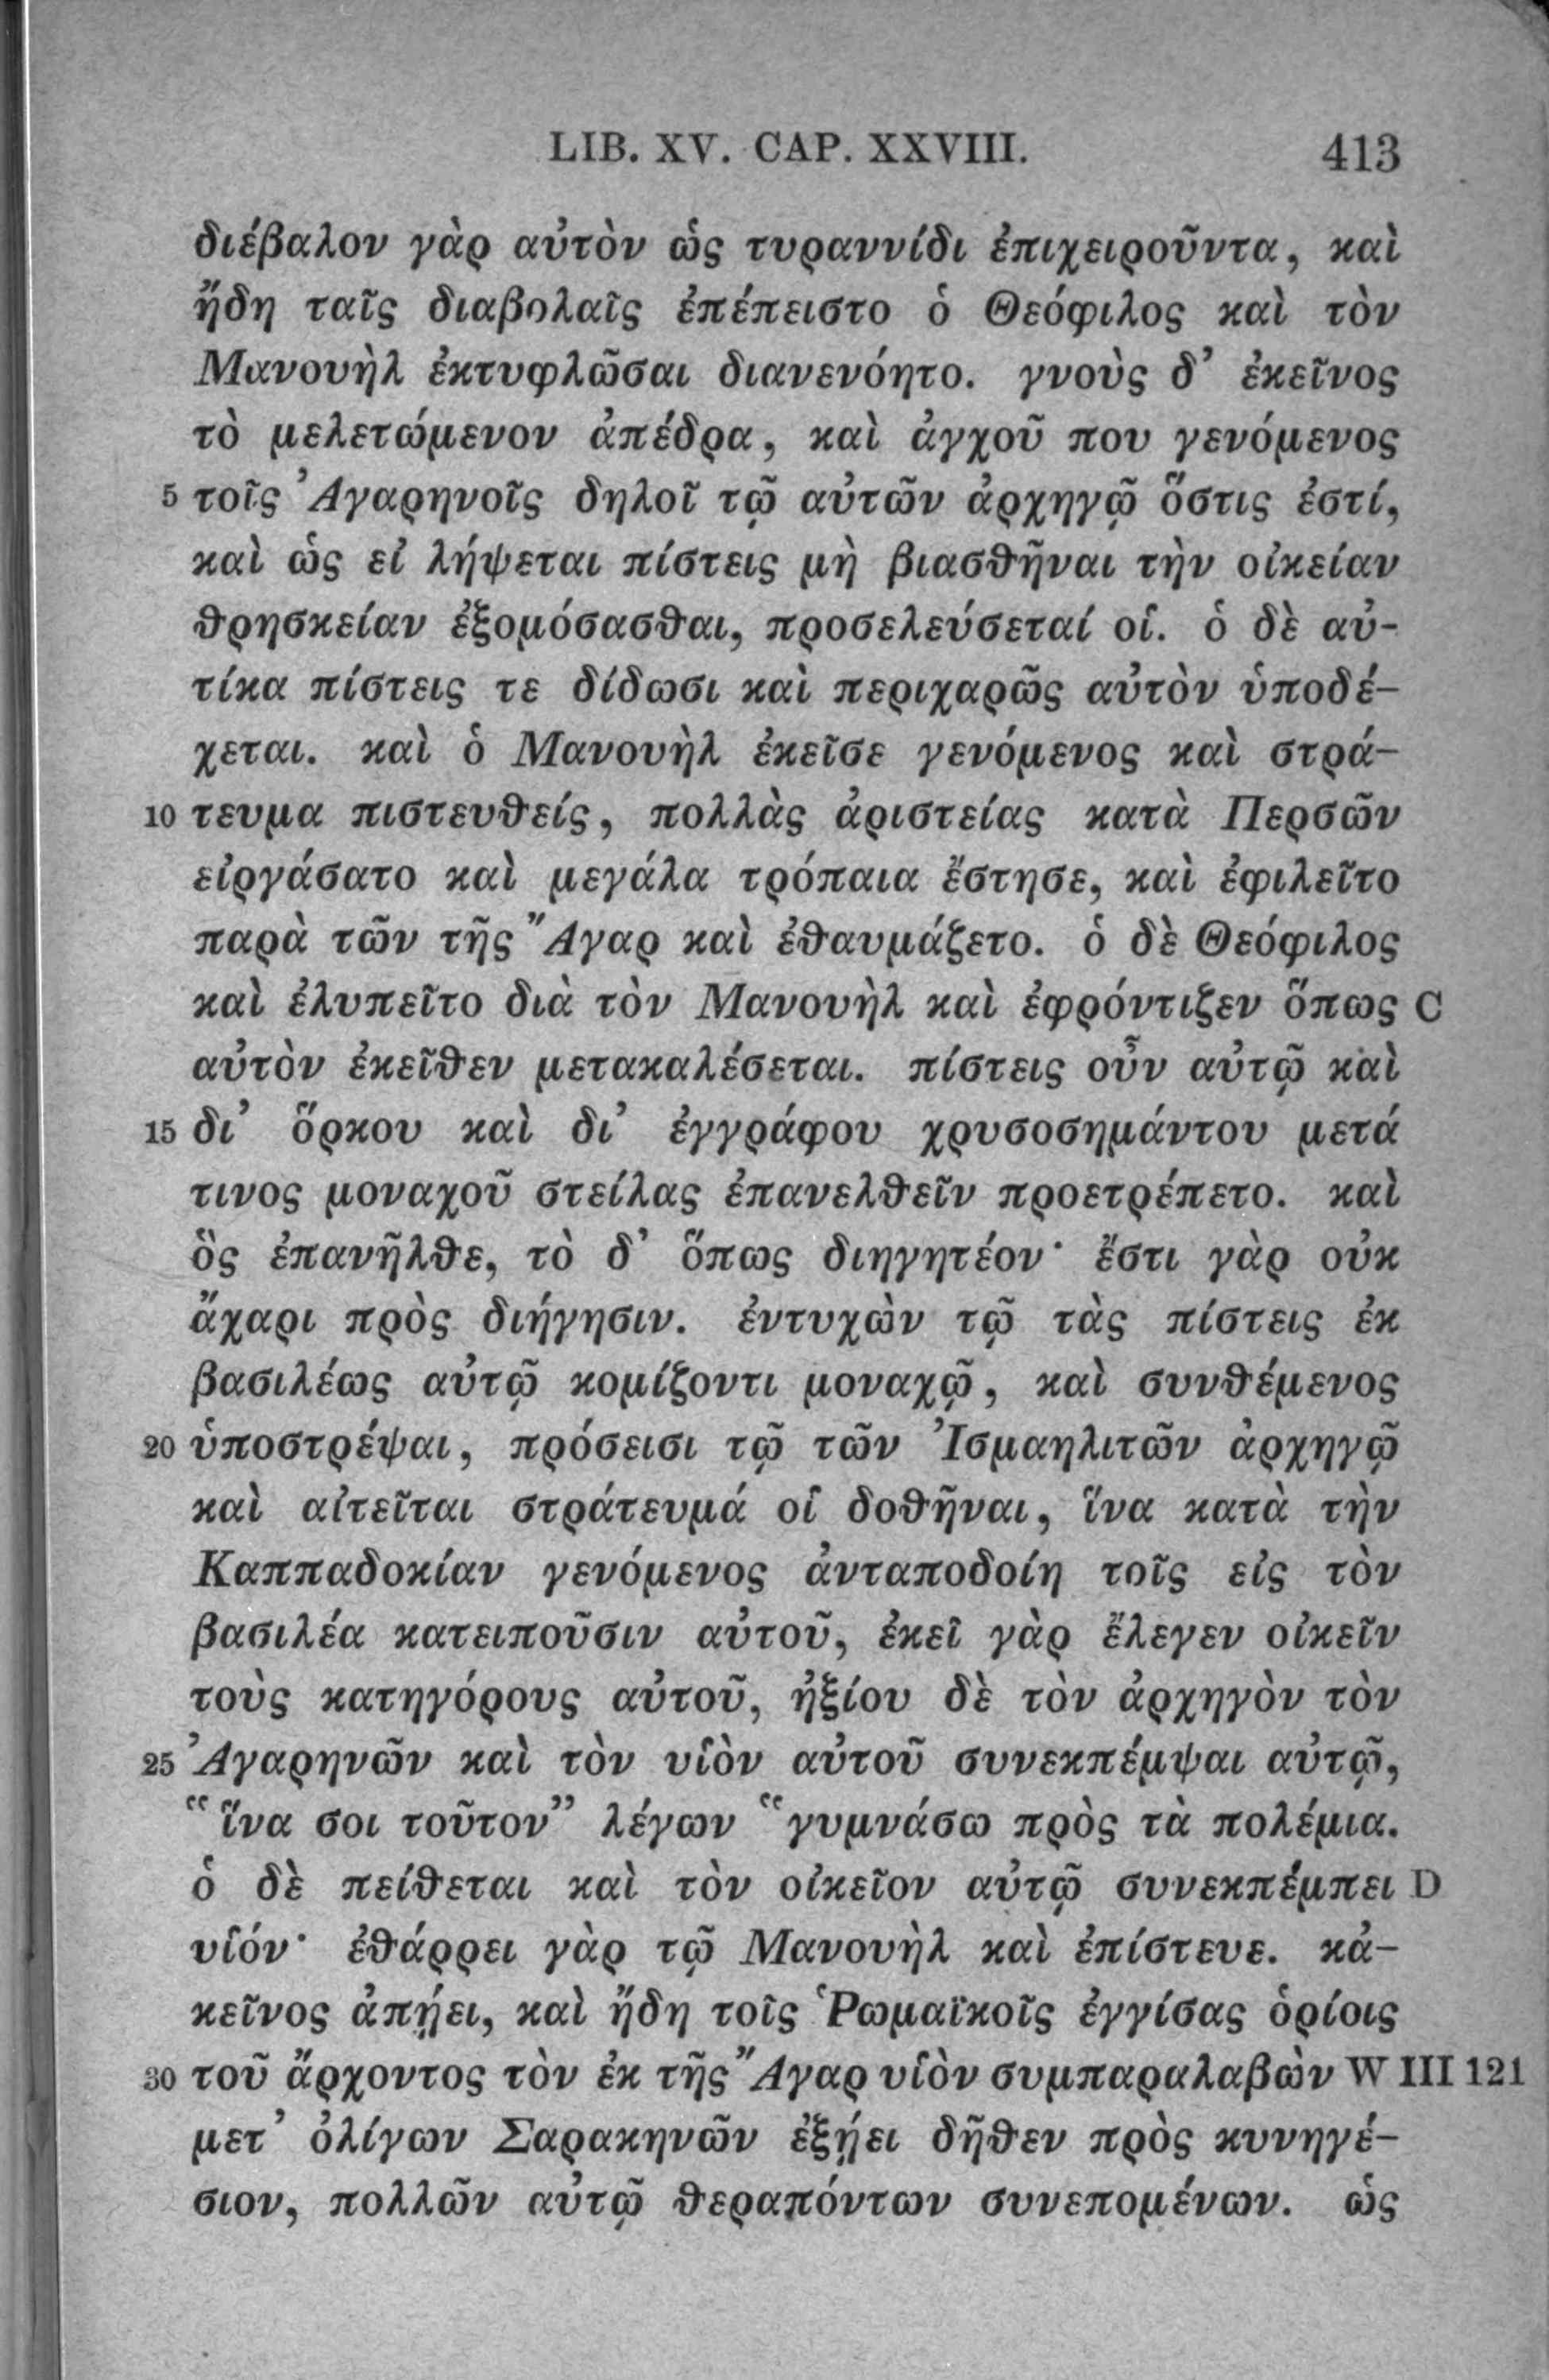 LIB. XV. CAP. XXVIII. 413
διέβαλον γὰρ αὐτὸν ὡς τυραννίδι ἐπιχειροῦντα, καὶ
ἤδη ταῖς διαβολαῖς ἐπέπειστο ὁ Θεόφιλος καὶ τὸν
Μανουὴλ ἐκτυφλῶσαι διανενόητο. γνοὺς δ’ ἐκεῖνος
τὸ μελετώμενον ἀπέδρα, καὶ ἀγχοῦ που γενόμενος
5 τοῖς Ἀγαρηνοῖς δηλοῖ τῷ αὐτῶν ἀρχηγῷ ὅστις ἐστί,
καὶ ὡς εἰ λήψεται πίστεις μὴ βιασθῆναι τὴν οἰκείαν
θρησκείαν ἐξομόσασθαι, προσελεύσεταί οἱ. ὁ δὲ αὐ-
τίκα πίστεις τε δίδωσι καὶ περιχαρῶς αὐτὸν ὑποδέ-
χεται. καὶ ὁ Μανουὴλ ἐκεῖσε γενόμενος καὶ στρά-
10 τευμα πιστευθείς, πολλὰς ἀριστείας κατὰ Περσῶν
εἰργάσατο καὶ μεγάλα τρόπαια ἔστησε, καὶ ἐφιλεῖτο
παρὰ τῶν τῆς Ἄγαρ καὶ ἐθαυμάζετο. ὁ δὲ Θεόφιλος
καὶ ἐλυπεῖτο διὰ τὸν Μανουὴλ καὶ ἐφρόντιζεν ὅπως C
αὐτὸν ἐκεῖθεν μετακαλέσεται. πίστεις οὖν αὐτῷ καὶ
15 δι’ ὅρκου καὶ δι’ ἐγγράφου χρυσοσημάντου μετά
τινος μοναχοῦ στείλας ἐπανελθεῖν προετρέπετο. καὶ
ὃς ἐπανῆλθε, τὸ δ’ ὅπως διηγητέον· ἔστι γὰρ οὐκ
ἄχαρι πρὸς διήγησιν. ἐντυχὼν τῷ τὰς πίστεις ἐκ
βασιλέως αὐτῷ κομίζοντι μοναχῷ, καὶ συνθέμενος
20 ὑποστρέψαι, πρόσεισι τῷ τῶν Ἰσμαηλιτῶν ἀρχηγῷ
καὶ αἰτεῖται στράτευμά οἱ δοθῆναι, ἵνα κατὰ τὴν
Καππαδοκίαν γενόμενος ἀνταποδοίη τοῖς εἰς τὸν
βασιλέα κατειποῦσιν αὐτοῦ, ἐκεῖ γὰρ ἔλεγεν οἰκεῖν
τοὺς κατηγόρους αὐτοῦ, ἠξίου δὲ τὸν ἀρχηγὸν τὸν
25 Ἀγαρηνῶν καὶ τὸν υἱὸν αὐτοῦ συνεκπέμψαι αὐτῷ,
“ἵνα σοι τοῦτον” λέγων “γυμνάσω πρὸς τὰ πολέμια.
ὁ δὲ πείθεται καὶ τὸν οἰκεῖον αὐτῷ συνεκπέμπει D
υἱόν· ἐθάρρει γὰρ τῷ Μανουὴλ καὶ ἐπίστευε. κἀ-
κεῖνος ἀπῄει, καὶ ἤδη τοῖς Ῥωμαϊκοῖς ἐγγίσας ὁρίοις
30 τοῦ ἄρχοντος τὸν ἐκ τῆς Ἄγαρ υἱὸν συμπαραλαβὼν W III 121
μετ’ ὀλίγων Σαρακηνῶν ἐξῄει δῆθεν πρὸς κυνηγέ-
σιον, πολλῶν αὐτῷ θεραπόντων συνεπομένων. ὡς